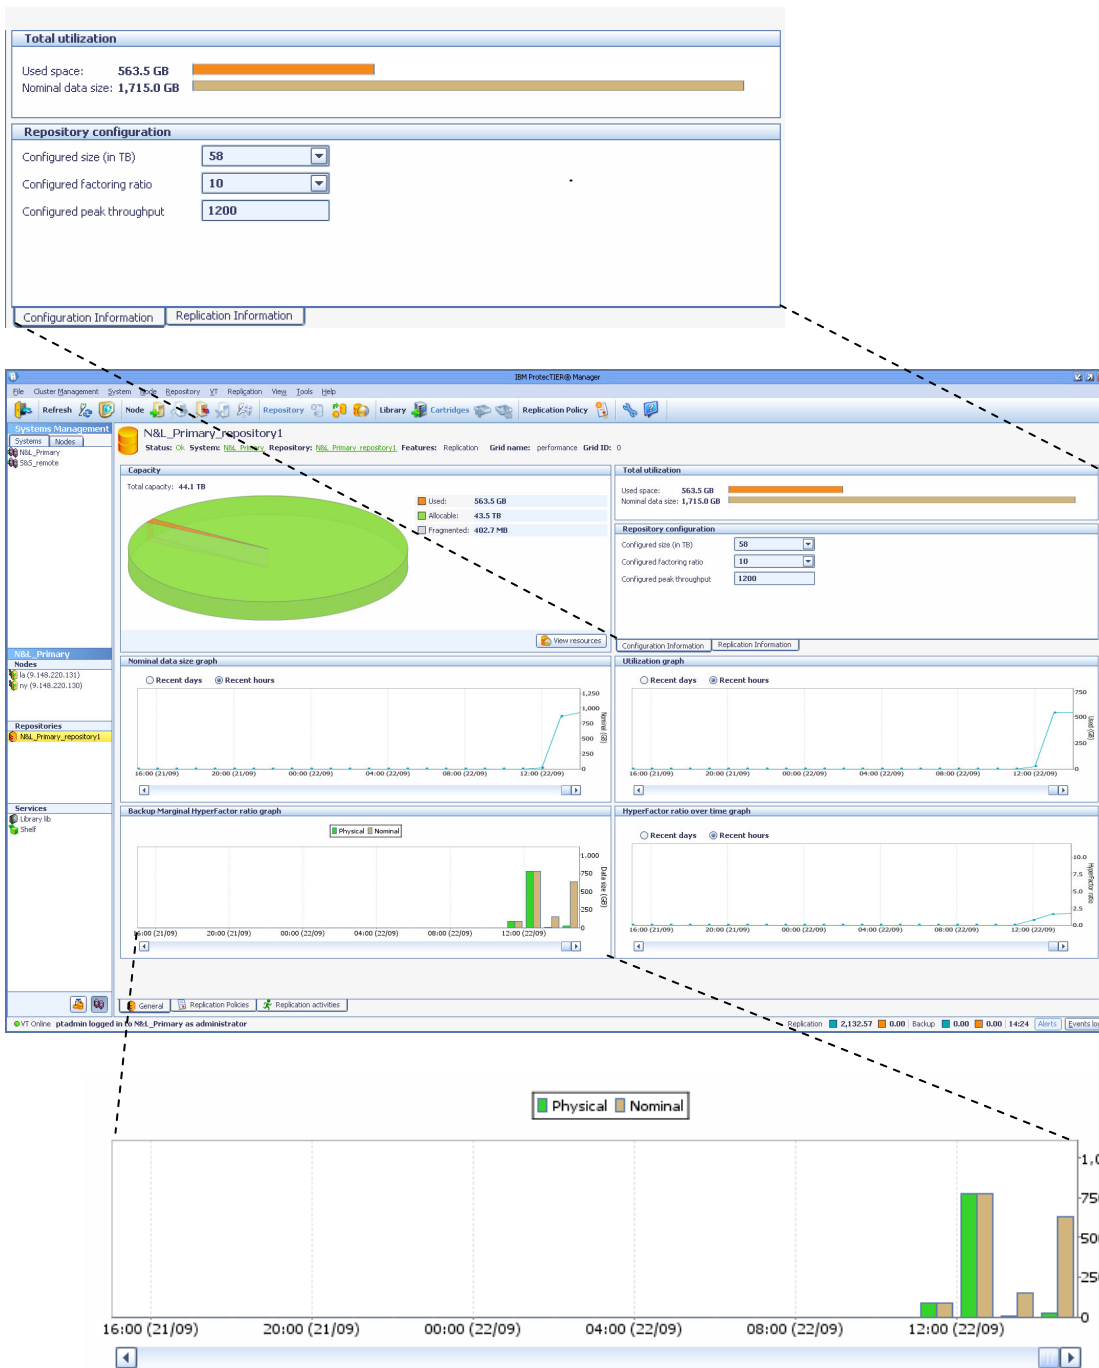 Total utilization
Used space: 563.5 GB
Nominal data size: 1,715.0 GB
Repository configuration
Configured size (in TB) 58
Configured factoring ratio 10
Configured peak throughput 1200
Configuration Information Replication Information
IBM ProtecTIER® Manager
File Cluster Management System Node Repository VT Replication View Tools Help
Refresh Node Repository Library Cartridges Replication Policy
Systems Management
Systems Nodes
N&L_Primary
S&S_remote
N&L_Primary_repository1
Status: Ok System: N&L_Primary Repository: N&L_Primary_repository1 Features: Replication Grid name: performance Grid ID: 0
Capacity
Total capacity: 44.1 TB
Used: 563.5 GB
Allocable: 43.5 TB
Fragmented: 402.7 MB
View resources
Total utilization
Used space: 563.5 GB
Nominal data size: 1,715.0 GB
Repository configuration
Configured size (in TB) 58
Configured factoring ratio 10
Configured peak throughput 1200
Configuration Information Replication Information
N&L_Primary
Nodes
la (9.148.220.131)
ny (9.148.220.130)
Repositories
N&L_Primary_repository1
Services
Library lib
Shelf
Nominal data size graph
Recent days Recent hours
1,250
1,000
750
500
250
0
Nominal (GB)
16:00 (21/09) 20:00 (21/09) 00:00 (22/09) 04:00 (22/09) 08:00 (22/09) 12:00 (22/09)
Utilization graph
Recent days Recent hours
750
500
250
0
Used (GB)
16:00 (21/09) 20:00 (21/09) 00:00 (22/09) 04:00 (22/09) 08:00 (22/09) 12:00 (22/09)
Backup Marginal HyperFactor ratio graph
Physical Nominal
1,000
750
500
250
0
Data size (GB)
16:00 (21/09) 20:00 (21/09) 00:00 (22/09) 04:00 (22/09) 08:00 (22/09) 12:00 (22/09)
HyperFactor ratio over time graph
Recent days Recent hours
10.0
7.5
5.0
2.5
0.0
HyperFactor ratio
16:00 (21/09) 20:00 (21/09) 00:00 (22/09) 04:00 (22/09) 08:00 (22/09) 12:00 (22/09)
General Replication Policies Replication activities
VT Online ptadmin logged in to N&L_Primary as administrator
Replication 2,132.57 0.00 Backup 0.00 0.00 14:24 Alerts Events log
Physical Nominal
1,0
750
500
250
0
16:00 (21/09) 20:00 (21/09) 00:00 (22/09) 04:00 (22/09) 08:00 (22/09) 12:00 (22/09)